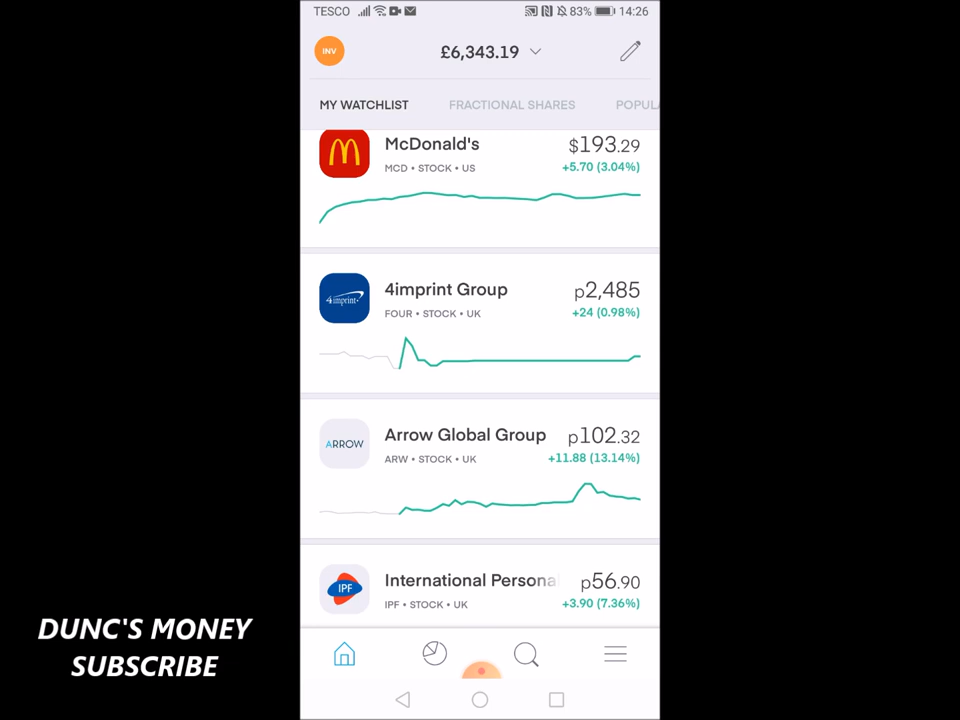 TESCO 83% 14:26
INV £6,343.19
MY WATCHLIST FRACTIONAL SHARES POPULA
McDonald's $193.29
MCD • STOCK • US +5.70 (3.04%)
4imprint
4imprint Group p2,485
FOUR • STOCK • UK +24 (0.98%)
ARROW
Arrow Global Group p102.32
ARW • STOCK • UK +11.88 (13.14%)
IPF
International Persona p56.90
IPF • STOCK • UK +3.90 (7.36%)
DUNC'S MONEY
SUBSCRIBE